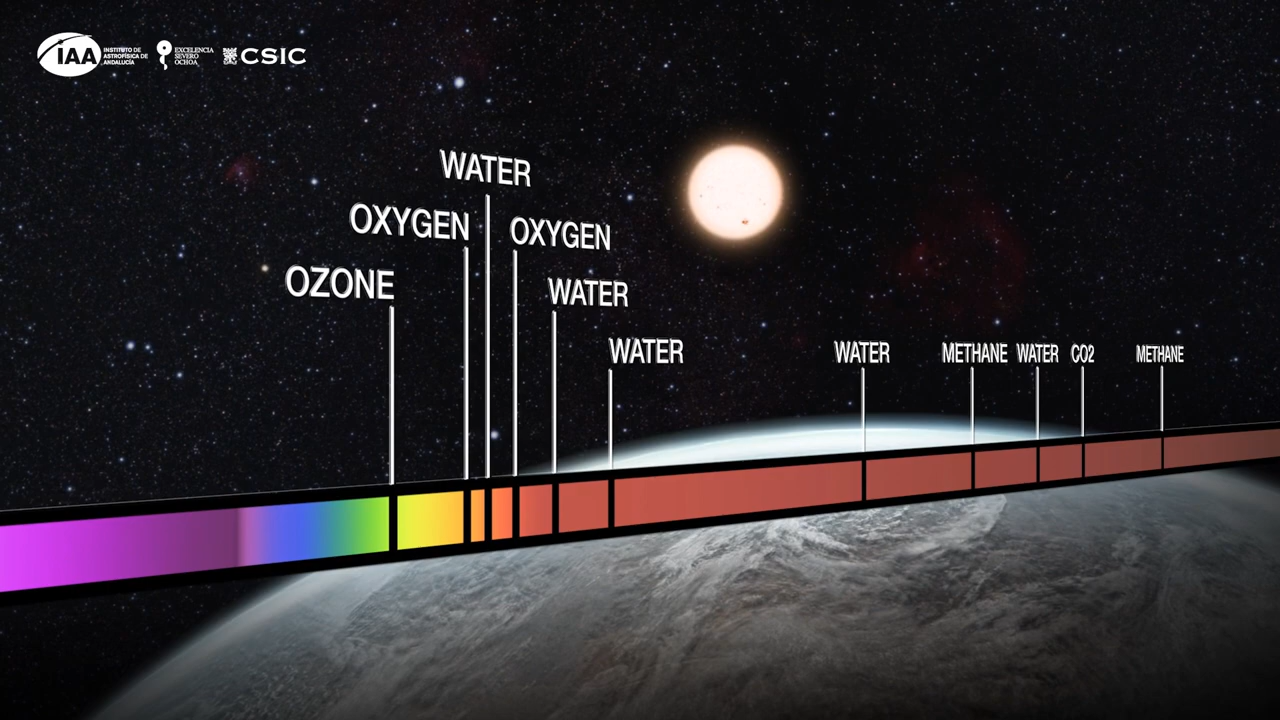 IAA
INSTITUTO DE
ASTROFÍSICA DE
ANDALUCÍA
EXCELENCIA
SEVERO
OCHOA
CSIC
WATER
OXYGEN
OXYGEN
OZONE
WATER
WATER
WATER
METHANE
WATER
CO2
METHANE